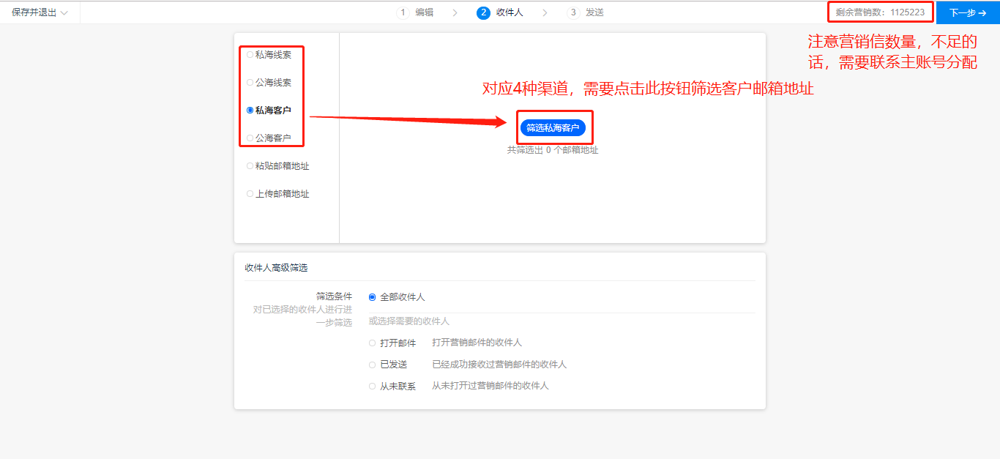 保存并退出
1 编辑
2 收件人
3 发送
剩余营销数：1125223
下一步
注意营销信数量，不足的
话，需要联系主账号分配
私海线索
公海线索
私海客户
公海客户
粘贴邮箱地址
上传邮箱地址
对应4种渠道，需要点击此按钮筛选客户邮箱地址
筛选私海客户
共筛选出 0 个邮箱地址
收件人高级筛选
筛选条件
对已选择的收件人进行进
一步筛选
全部收件人
或选择需要的收件人
打开邮件 打开营销邮件的收件人
已发送 已经成功接收过营销邮件的收件人
从未联系 从未打开过营销邮件的收件人